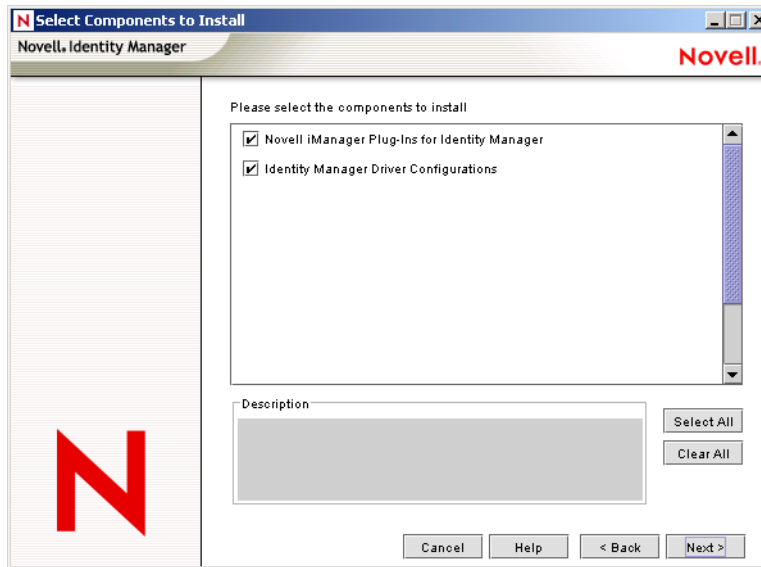 N Select Components to Install
Novell. Identity Manager
Novell.
Please select the components to install
Novell iManager Plug-Ins for Identity Manager
Identity Manager Driver Configurations
Description
Select All
Clear All
N
Cancel Help < Back Next >